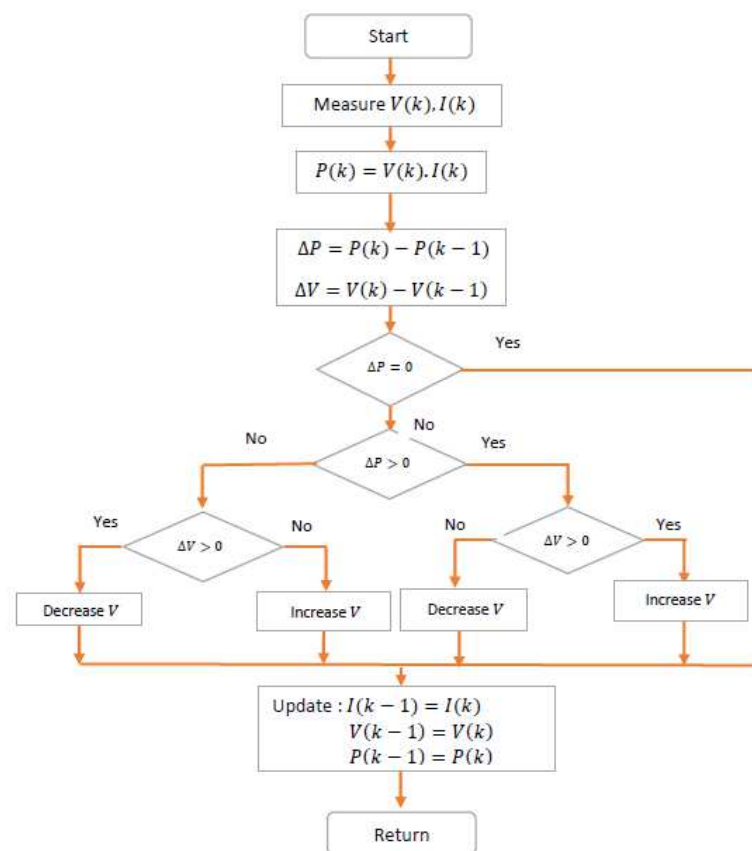 Start
Measure V(k), I(k)
P(k) = V(k). I(k)
ΔP = P(k) − P(k − 1)
ΔV = V(k) − V(k − 1)
Yes
ΔP = 0
No
No
Yes
ΔP > 0
Yes
No
No
Yes
ΔV > 0
ΔV > 0
Decrease V
Increase V
Decrease V
Increase V
Update : I(k − 1) = I(k)
V(k − 1) = V(k)
P(k − 1) = P(k)
Return